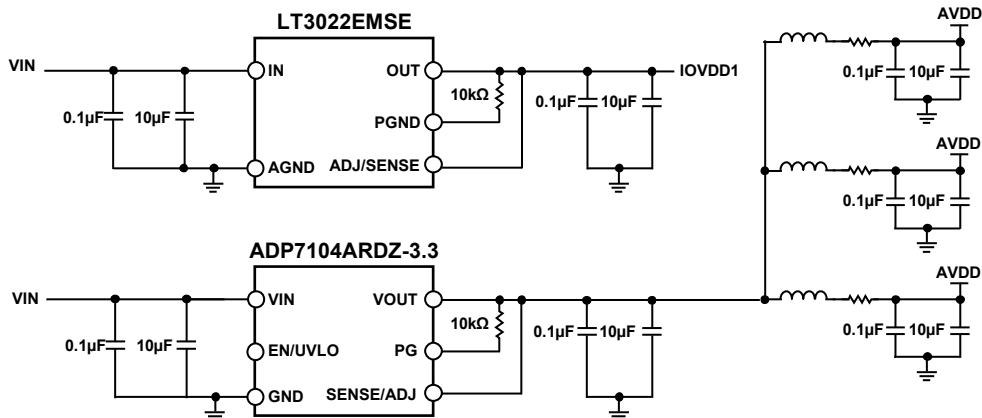 LT3022EMSE
VIN
IN
OUT
IOVDD1
0.1µF
10µF
10kΩ
PGND
0.1µF
10µF
AGND
ADJ/SENSE
ADP7104ARDZ-3.3
VIN
VIN
VOUT
0.1µF
10µF
EN/UVLO
10kΩ
PG
0.1µF
10µF
GND
SENSE/ADJ
AVDD
0.1µF
10µF
AVDD
0.1µF
10µF
AVDD
0.1µF
10µF